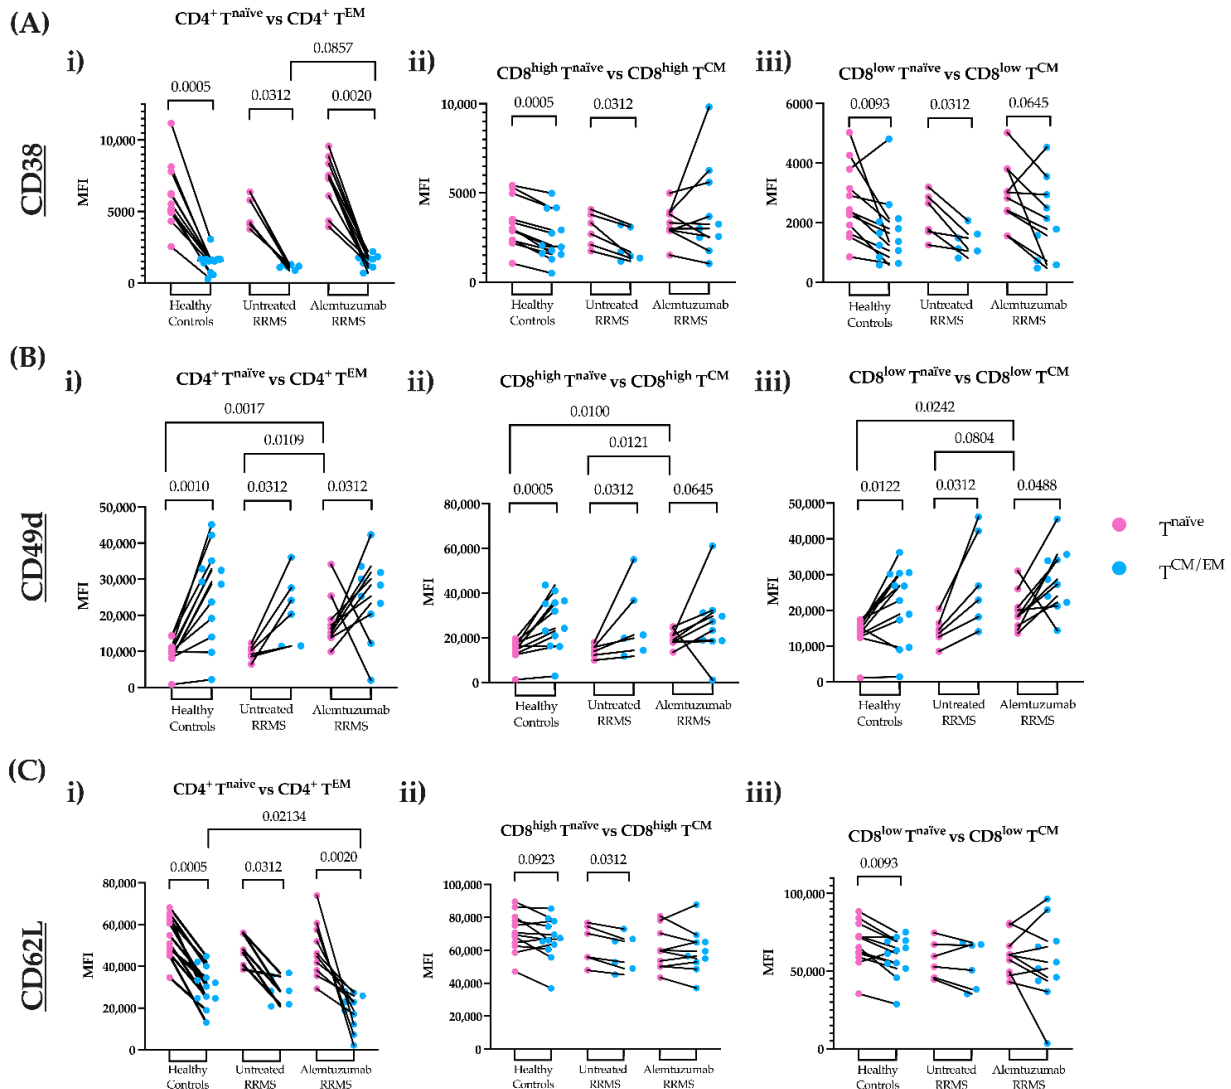 (A)
CD38
i)
CD4+ Tnaïve vs CD4+ TEM
0.0857
0.0005
0.0312
0.0020
MFI
10,000
5000
0
Healthy
Controls
Untreated
RRMS
Alemtuzumab
RRMS
ii)
CD8high Tnaïve vs CD8high TCM
0.0005
0.0312
MFI
10,000
5000
0
Healthy
Controls
Untreated
RRMS
Alemtuzumab
RRMS
iii)
CD8low Tnaïve vs CD8low TCM
0.0093
0.0312
0.0645
MFI
6000
4000
2000
0
Healthy
Controls
Untreated
RRMS
Alemtuzumab
RRMS
(B)
CD49d
i)
CD4+ Tnaïve vs CD4+ TEM
0.0017
0.0109
0.0010
0.0312
0.0312
MFI
50,000
40,000
30,000
20,000
10,000
0
Healthy
Controls
Untreated
RRMS
Alemtuzumab
RRMS
ii)
CD8high Tnaïve vs CD8high TCM
0.0100
0.0121
0.0005
0.0312
0.0645
MFI
80,000
60,000
40,000
20,000
0
Healthy
Controls
Untreated
RRMS
Alemtuzumab
RRMS
iii)
CD8low Tnaïve vs CD8low TCM
0.0242
0.0804
0.0122
0.0312
0.0488
MFI
50,000
40,000
30,000
20,000
10,000
0
Healthy
Controls
Untreated
RRMS
Alemtuzumab
RRMS
Tnaïve
TCM/EM
(C)
CD62L
i)
CD4+ Tnaive vs CD4+ TEM
0.02134
0.0005
0.0312
0.0020
MFI
80,000
60,000
40,000
20,000
0
Healthy
Controls
Untreated
RRMS
Alemtuzumab
RRMS
ii)
CD8high Tnaïve vs CD8high TCM
0.0923
0.0312
MFI
100,000
80,000
60,000
40,000
20,000
0
Healthy
Controls
Untreated
RRMS
Alemtuzumab
RRMS
iii)
CD8low Tnaïve vs CD8low TCM
0.0093
MFI
100,000
50,000
0
Healthy
Controls
Untreated
RRMS
Alemtuzumab
RRMS